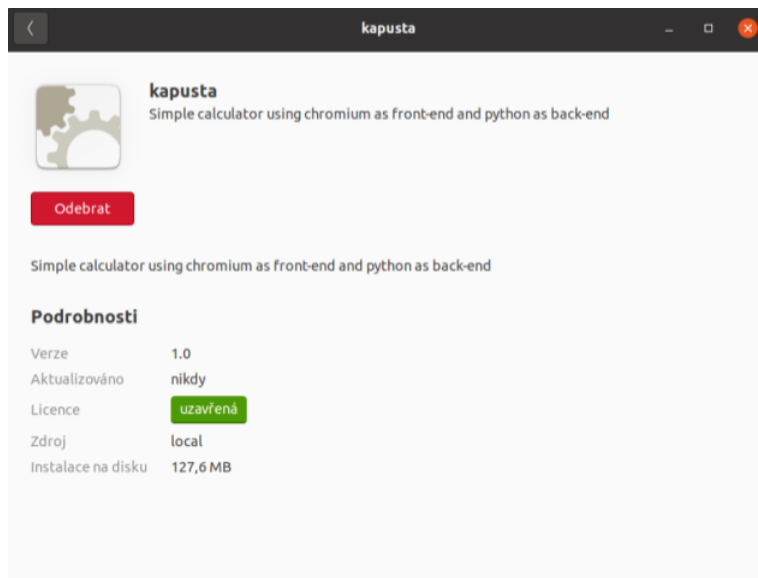 kapusta
kapusta
Simple calculator using chromium as front-end and python as back-end
Odebrat
Simple calculator using chromium as front-end and python as back-end
Podrobnosti
Verze 1.0
Aktualizováno nikdy
Licence uzavřená
Zdroj local
Instalace na disku 127,6 MB